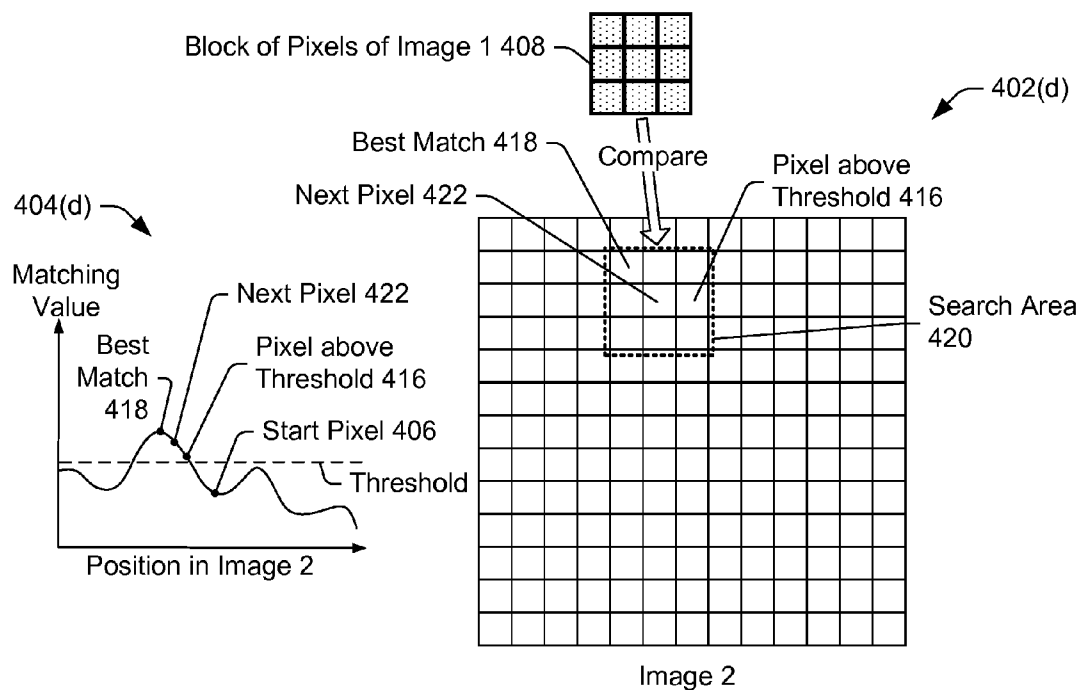 Block of Pixels of Image 1 408
402(d)
Best Match 418
Compare
Next Pixel 422
Pixel above
Threshold 416
404(d)
Matching
Value
Next Pixel 422
Best
Match
418
Pixel above
Threshold 416
Start Pixel 406
Threshold
Search Area
420
Position in Image 2
Image 2